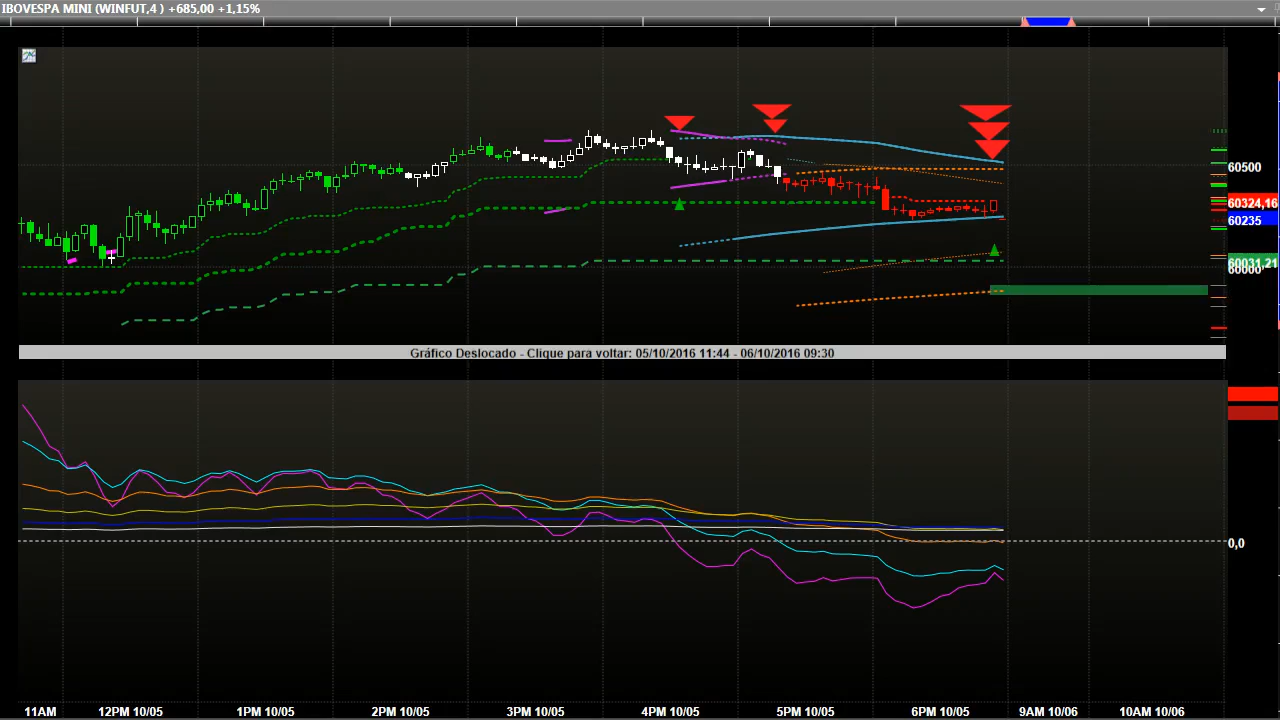 IBOVESPA MINI (WINFUT,4 ) +685,00 +1,15%
60500
60324,16
60235
60031,21
60000
Gráfico Deslocado - Clique para voltar: 05/10/2016 11:44 - 06/10/2016 09:30
0,0
11AM 12PM 10/05 1PM 10/05 2PM 10/05 3PM 10/05 4PM 10/05 5PM 10/05 6PM 10/05 9AM 10/06 10AM 10/06